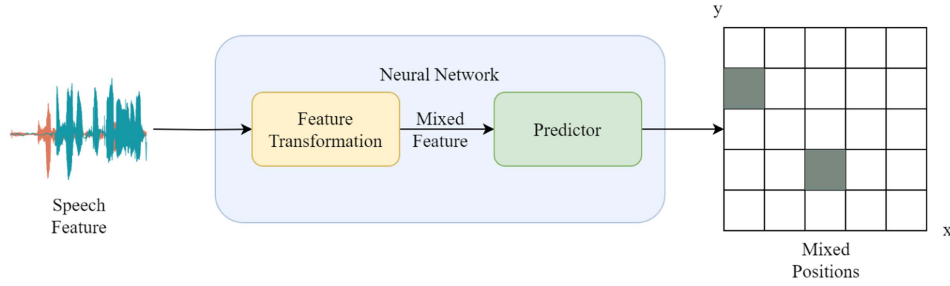 Speech
Feature
Neural Network
Feature
Transformation
Mixed
Feature
Predictor
y
x
Mixed
Positions